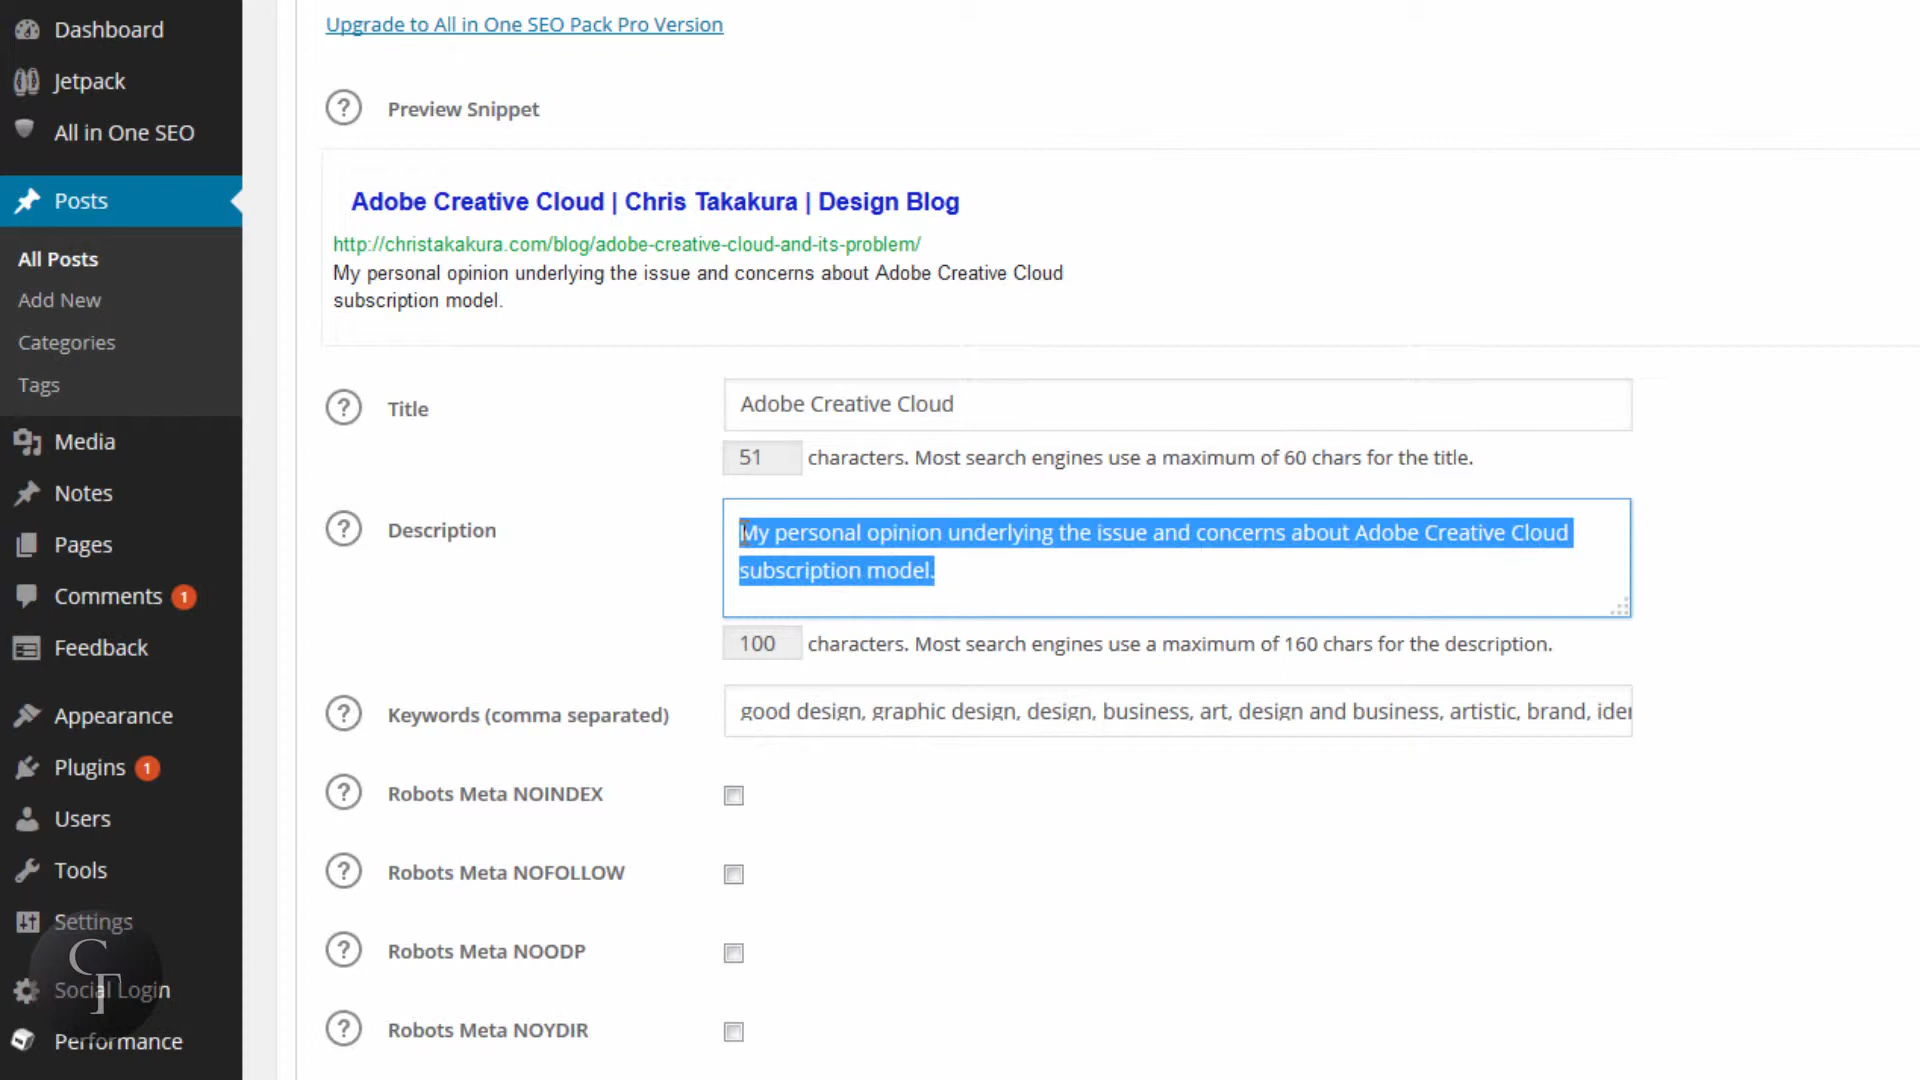 Dashboard
Jetpack
All in One SEO
Posts
All Posts
Add New
Categories
Tags
Media
Notes
Pages
Comments 1
Feedback
Appearance
Plugins 1
Users
Tools
Settings
Social Login
Performance
Upgrade to All in One SEO Pack Pro Version
? Preview Snippet
Adobe Creative Cloud | Chris Takakura | Design Blog
http://christakakura.com/blog/adobe-creative-cloud-and-its-problem/
My personal opinion underlying the issue and concerns about Adobe Creative Cloud
subscription model.
? Title Adobe Creative Cloud
51 characters. Most search engines use a maximum of 60 chars for the title.
? Description My personal opinion underlying the issue and concerns about Adobe Creative Cloud
subscription model.
100 characters. Most search engines use a maximum of 160 chars for the description.
? Keywords (comma separated) good design, graphic design, design, business, art, design and business, artistic, brand, iden
? Robots Meta NOINDEX
? Robots Meta NOFOLLOW
? Robots Meta NOODP
? Robots Meta NOYDIR